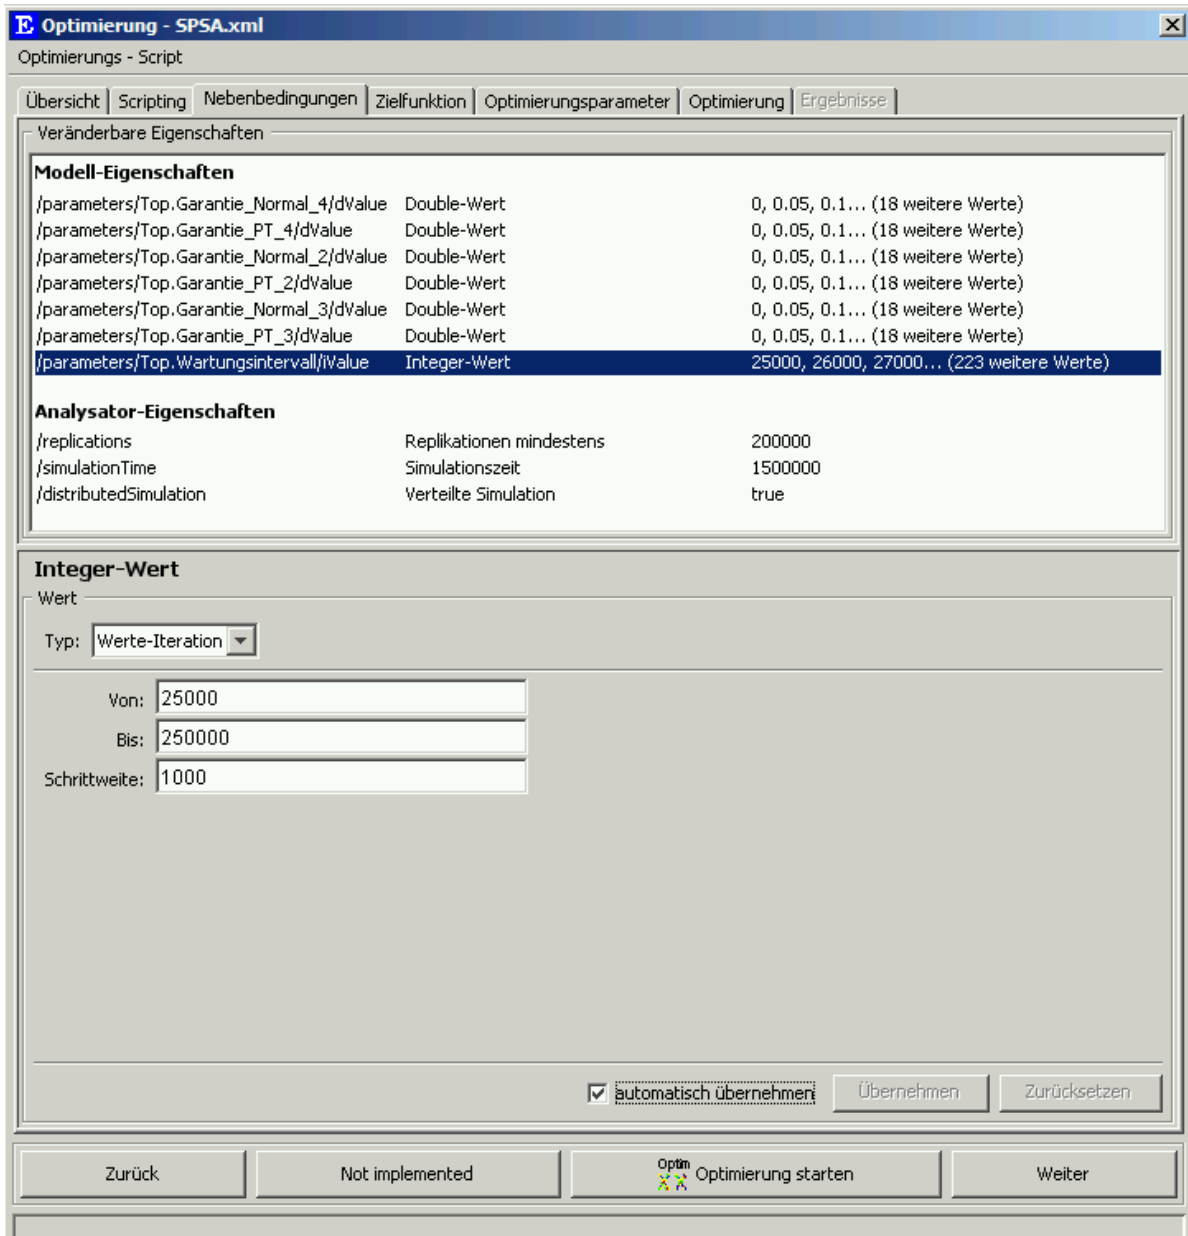 E Optimierung - SPSA.xml
Optimierungs - Script
Übersicht Scripting Nebenbedingungen Zielfunktion Optimierungsparameter Optimierung Ergebnisse
Veränderbare Eigenschaften
Modell-Eigenschaften
/parameters/Top.Garantie_Normal_4/dValue Double-Wert 0, 0.05, 0.1... (18 weitere Werte)
/parameters/Top.Garantie_PT_4/dValue Double-Wert 0, 0.05, 0.1... (18 weitere Werte)
/parameters/Top.Garantie_Normal_2/dValue Double-Wert 0, 0.05, 0.1... (18 weitere Werte)
/parameters/Top.Garantie_PT_2/dValue Double-Wert 0, 0.05, 0.1... (18 weitere Werte)
/parameters/Top.Garantie_Normal_3/dValue Double-Wert 0, 0.05, 0.1... (18 weitere Werte)
/parameters/Top.Garantie_PT_3/dValue Double-Wert 0, 0.05, 0.1... (18 weitere Werte)
/parameters/Top.Wartungsintervall/iValue Integer-Wert 25000, 26000, 27000... (223 weitere Werte)
Analysator-Eigenschaften
/replications Replikationen mindestens 200000
/simulationTime Simulationszeit 1500000
/distributedSimulation Verteilte Simulation true
Integer-Wert
Wert
Typ: Werte-Iteration
Von: 25000
Bis: 250000
Schrittweite: 1000
automatisch übernehmen Übernehmen Zurücksetzen
Zurück Not implemented Optim Optimierung starten Weiter